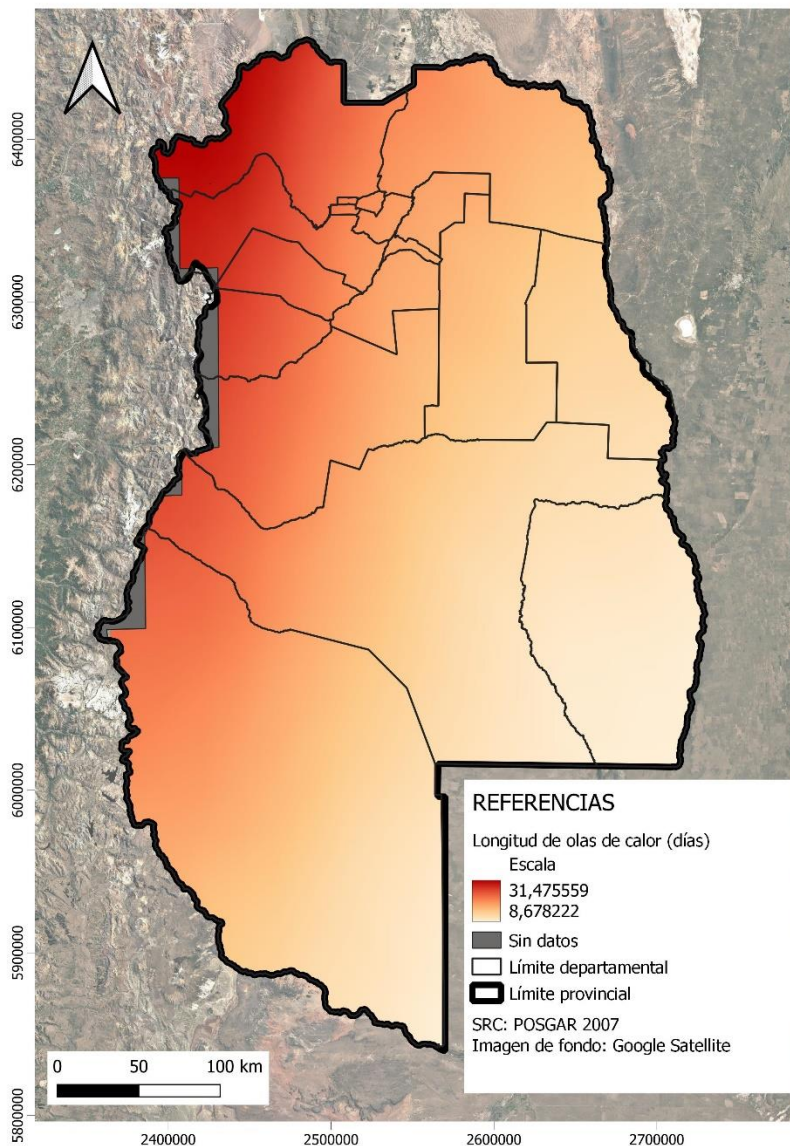 6400000
6300000
6200000
6100000
6000000
5900000
5800000
REFERENCIAS
Longitud de olas de calor (días)
Escala
31,475559
8,678222
Sin datos
Límite departamental
Límite provincial
SRC: POSGAR 2007
Imagen de fondo: Google Satellite
0 50 100 km
2400000 2500000 2600000 2700000